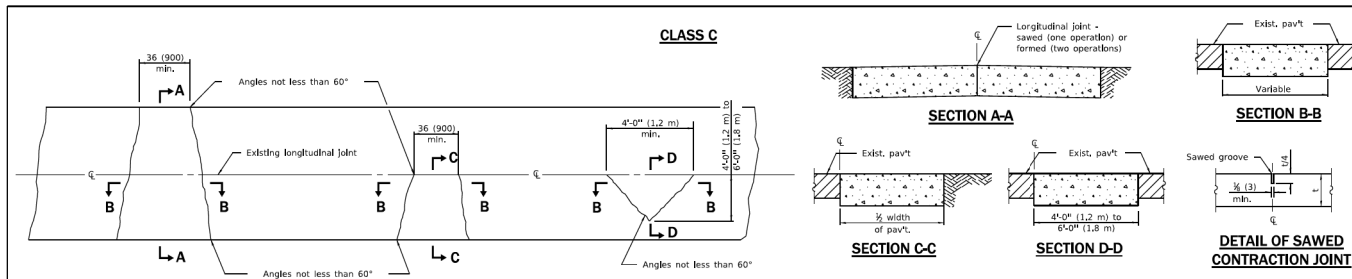 CLASS C
36 (900)
min.
A
Angles not less than 60°
36 (900)
min.
C
4'-0" (1.2 m)
min.
4'-0" (1.2 m) to
6'-0" (1.8 m)
D
Existing longitudinal joint
℄
℄
B
B
B
B
B
B
D
A
C
Angles not less than 60°
Angles not less than 60°
℄
Longitudinal joint -
sawed (one operation) or
formed (two operations)
SECTION A-A
Exist. pav't
Variable
SECTION B-B
℄
Exist. pav't
½ width
of pav't.
SECTION C-C
℄
Exist. pav't
4'-0" (1.2 m) to
6'-0" (1.8 m)
SECTION D-D
Sawed groove
t/4
⅛ (3)
min.
t
℄
DETAIL OF SAWED
CONTRACTION JOINT